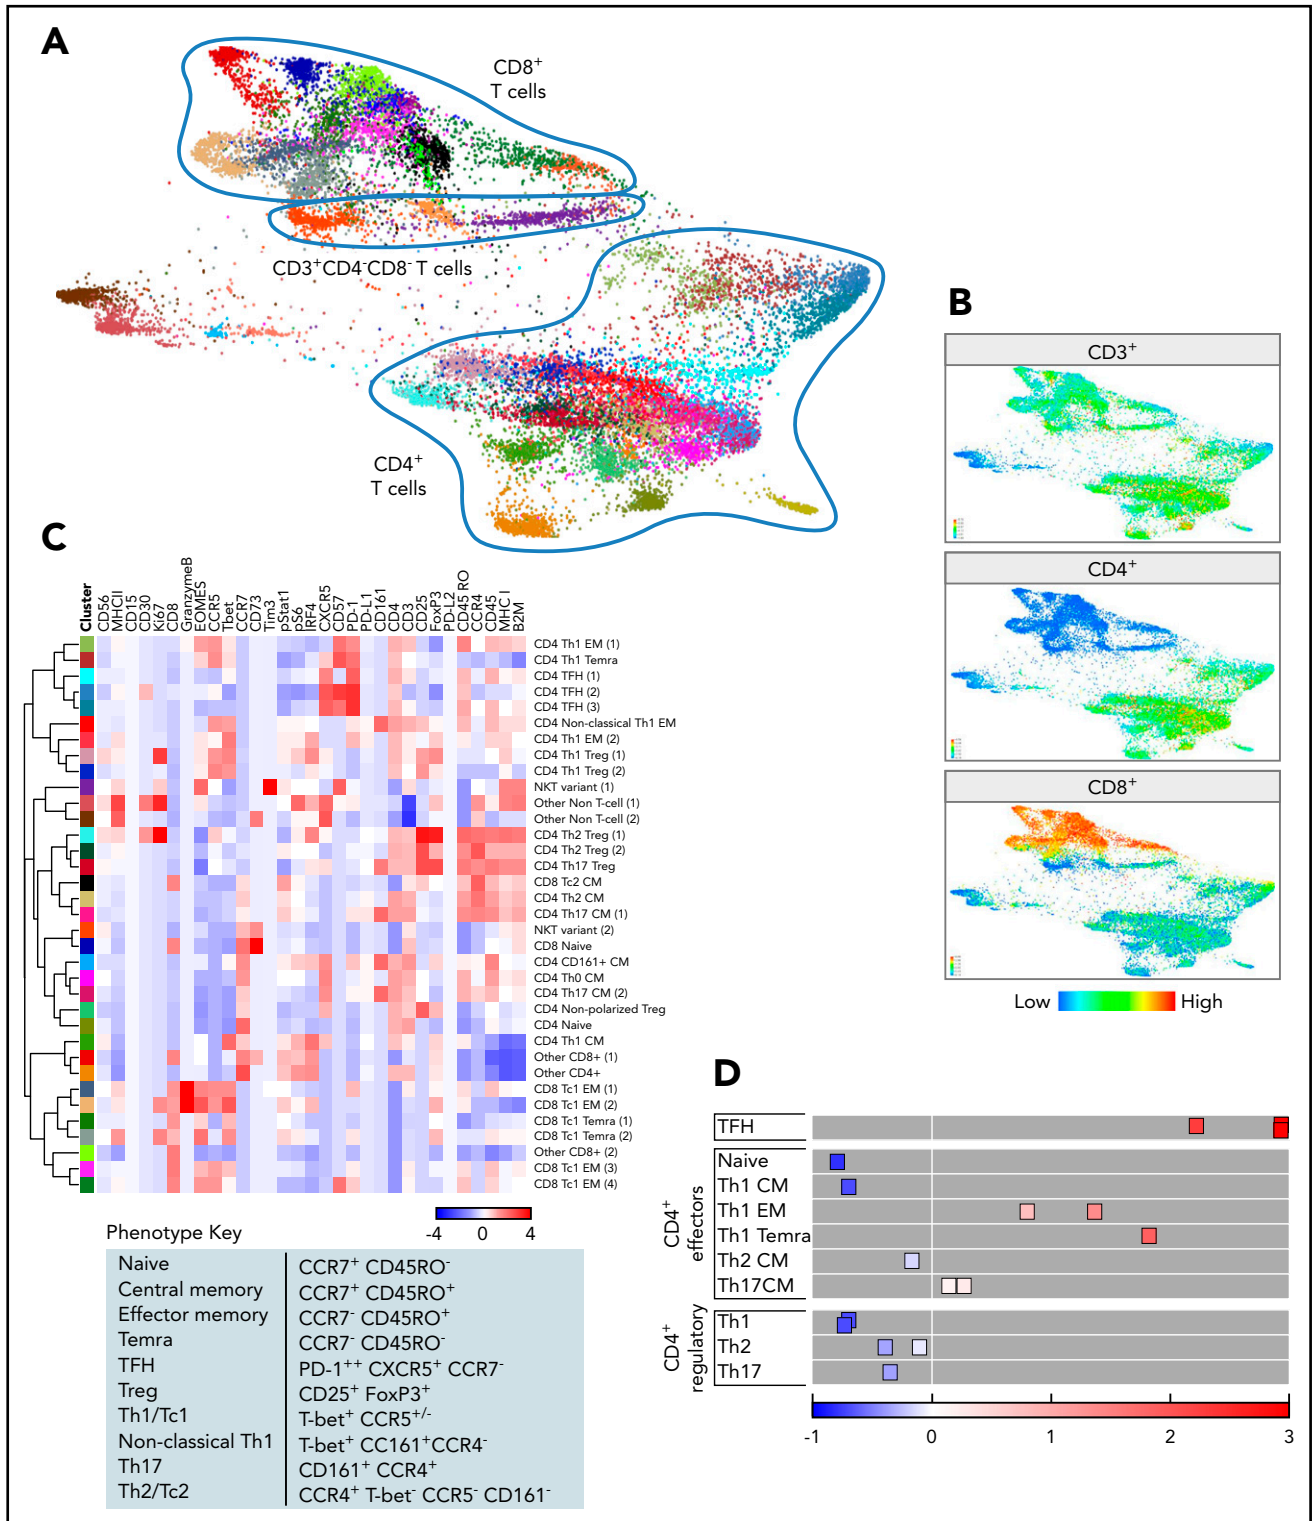 A
CD8+
T cells
CD3+CD4-CD8- T cells
CD4+
T cells
B
CD3+
CD4+
CD8+
Low High
C
Cluster CD56 MHCII CD15 CD30 Ki67 CD8 GranzymeB EOMES CCR5 Tbet CCR7 CD73 Tim3 pStat1 pS6 IRF4 CXCR5 CD57 PD-1 PD-L1 CD161 CD4 CD3 CD25 FoxP3 PD-L2 CD45 RO CCR4 CD45 MHC I B2M
CD4 Th1 EM (1)
CD4 Th1 Temra
CD4 TFH (1)
CD4 TFH (2)
CD4 TFH (3)
CD4 Non-classical Th1 EM
CD4 Th1 EM (2)
CD4 Th1 Treg (1)
CD4 Th1 Treg (2)
NKT variant (1)
Other Non T-cell (1)
Other Non T-cell (2)
CD4 Th2 Treg (1)
CD4 Th2 Treg (2)
CD4 Th17 Treg
CD8 Tc2 CM
CD4 Th2 CM
CD4 Th17 CM (1)
NKT variant (2)
CD8 Naive
CD4 CD161+ CM
CD4 Th0 CM
CD4 Th17 CM (2)
CD4 Non-polarized Treg
CD4 Naive
CD4 Th1 CM
Other CD8+ (1)
Other CD4+
CD8 Tc1 EM (1)
CD8 Tc1 EM (2)
CD8 Tc1 Temra (1)
CD8 Tc1 Temra (2)
Other CD8+ (2)
CD8 Tc1 EM (3)
CD8 Tc1 EM (4)
-4 0 4
Phenotype Key
Naive CCR7+ CD45RO-
Central memory CCR7+ CD45RO+
Effector memory CCR7- CD45RO+
Temra CCR7- CD45RO-
TFH PD-1++ CXCR5+ CCR7-
Treg CD25+ FoxP3+
Th1/Tc1 T-bet+ CCR5+/-
Non-classical Th1 T-bet+ CC161+CCR4-
Th17 CD161+ CCR4+
Th2/Tc2 CCR4+ T-bet- CCR5- CD161-
D
TFH
CD4+
effectors
Naive
Th1 CM
Th1 EM
Th1 Temra
Th2 CM
Th17CM
CD4+
regulatory
Th1
Th2
Th17
-1 0 1 2 3